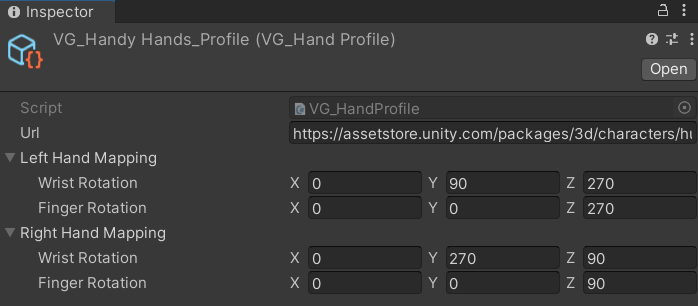 Inspector
VG_Handy Hands_Profile (VG_Hand Profile)
Open
Script VG_HandProfile
Url https://assetstore.unity.com/packages/3d/characters/hu
Left Hand Mapping
Wrist Rotation X 0 Y 90 Z 270
Finger Rotation X 0 Y 0 Z 270
Right Hand Mapping
Wrist Rotation X 0 Y 270 Z 90
Finger Rotation X 0 Y 0 Z 90